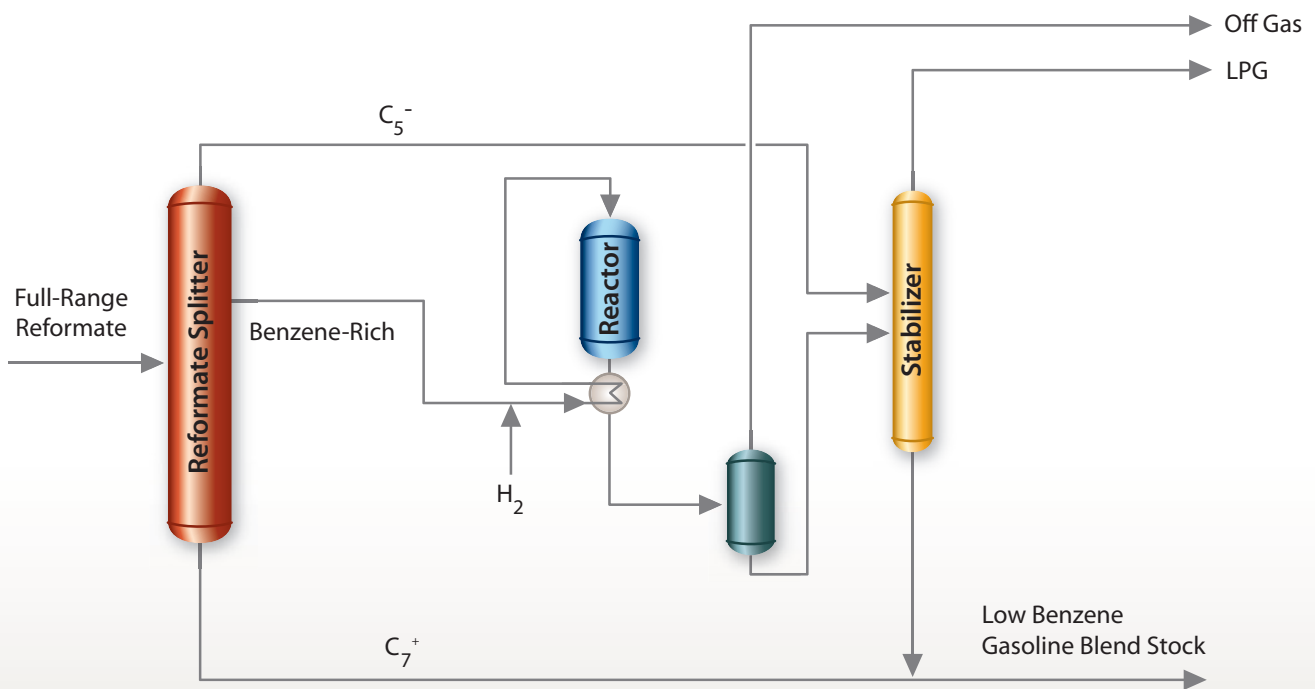 Off Gas
LPG
C₅⁻
Full-Range
Reformate
Reformate Splitter
Benzene-Rich
Reactor
Stabilizer
H₂
Low Benzene
Gasoline Blend Stock
C₇⁺